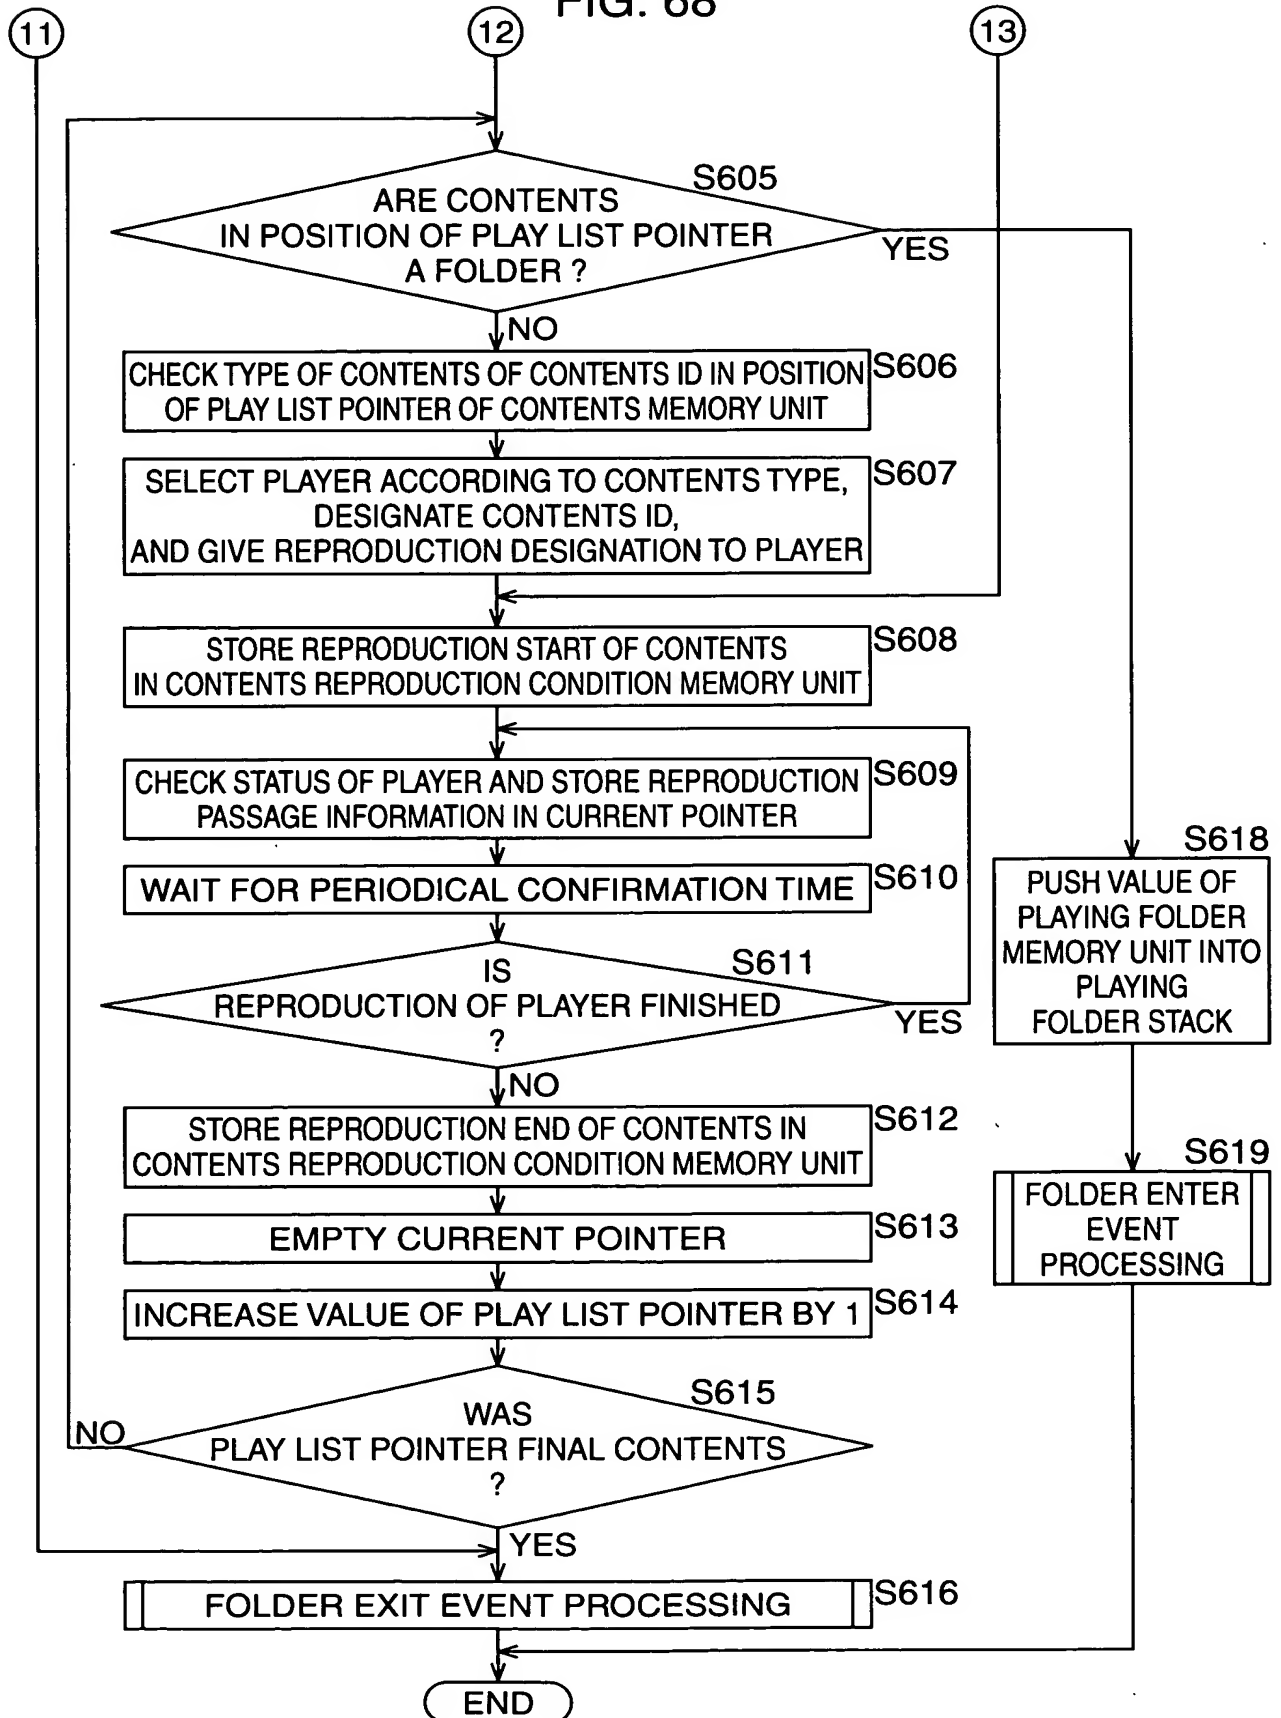 FIG. 68
11
12
13
S605
ARE CONTENTS
IN POSITION OF PLAY LIST POINTER
A FOLDER ?
YES
NO
S606
CHECK TYPE OF CONTENTS OF CONTENTS ID IN POSITION
OF PLAY LIST POINTER OF CONTENTS MEMORY UNIT
S607
SELECT PLAYER ACCORDING TO CONTENTS TYPE,
DESIGNATE CONTENTS ID,
AND GIVE REPRODUCTION DESIGNATION TO PLAYER
S608
STORE REPRODUCTION START OF CONTENTS
IN CONTENTS REPRODUCTION CONDITION MEMORY UNIT
S609
CHECK STATUS OF PLAYER AND STORE REPRODUCTION
PASSAGE INFORMATION IN CURRENT POINTER
S610
WAIT FOR PERIODICAL CONFIRMATION TIME
S611
IS
REPRODUCTION OF PLAYER FINISHED
?
YES
NO
S612
STORE REPRODUCTION END OF CONTENTS IN
CONTENTS REPRODUCTION CONDITION MEMORY UNIT
S613
EMPTY CURRENT POINTER
S614
INCREASE VALUE OF PLAY LIST POINTER BY 1
S615
WAS
PLAY LIST POINTER FINAL CONTENTS
?
NO
YES
S616
FOLDER EXIT EVENT PROCESSING
S618
PUSH VALUE OF
PLAYING FOLDER
MEMORY UNIT INTO
PLAYING
FOLDER STACK
S619
FOLDER ENTER
EVENT
PROCESSING
END